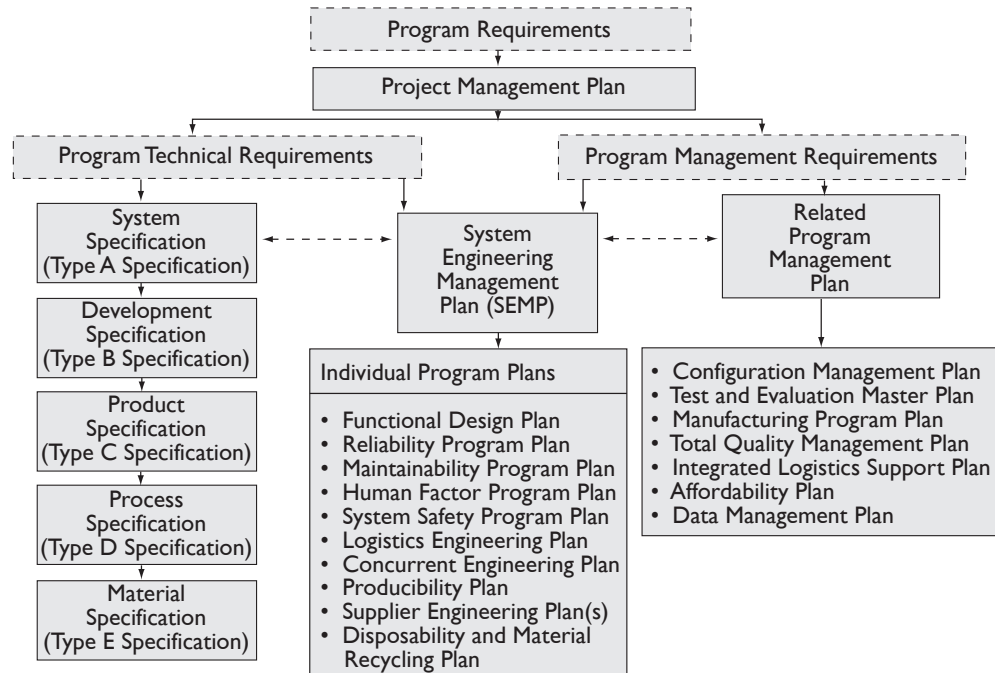 Program Requirements
Project Management Plan
Program Technical Requirements
Program Management Requirements
System
Specification
(Type A Specification)
Development
Specification
(Type B Specification)
Product
Specification
(Type C Specification)
Process
Specification
(Type D Specification)
Material
Specification
(Type E Specification)
System
Engineering
Management
Plan (SEMP)
Individual Program Plans
• Functional Design Plan
• Reliability Program Plan
• Maintainability Program Plan
• Human Factor Program Plan
• System Safety Program Plan
• Logistics Engineering Plan
• Concurrent Engineering Plan
• Producibility Plan
• Supplier Engineering Plan(s)
• Disposability and Material
Recycling Plan
Related
Program
Management
Plan
• Configuration Management Plan
• Test and Evaluation Master Plan
• Manufacturing Program Plan
• Total Quality Management Plan
• Integrated Logistics Support Plan
• Affordability Plan
• Data Management Plan